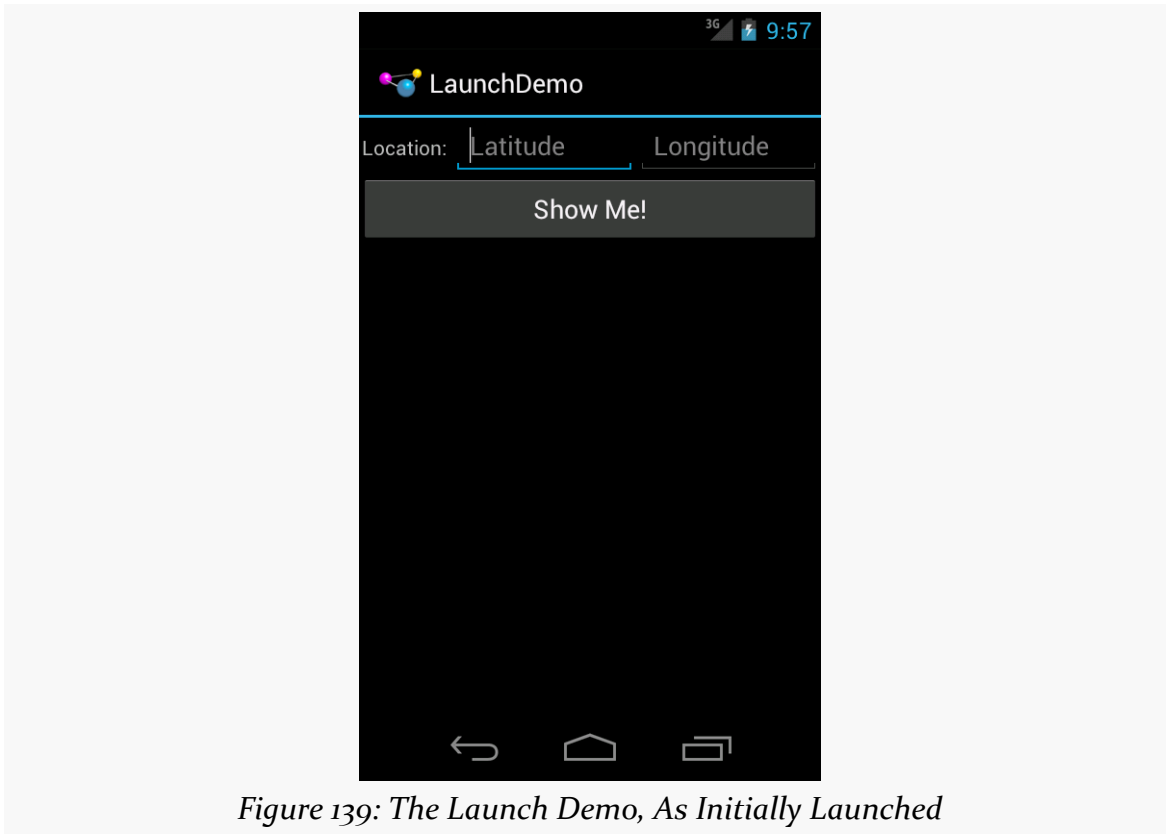 3G 9:57
LaunchDemo
Location: Latitude Longitude
Show Me!
Figure 139: The Launch Demo, As Initially Launched